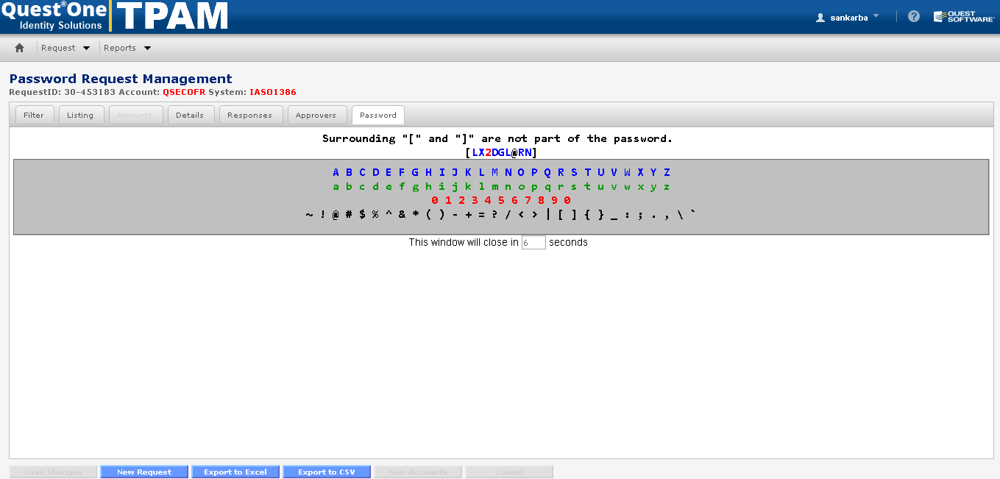 Quest®One
Identity Solutions
TPAM
sankarba
?
QUEST SOFTWARE
Request
Reports
Password Request Management
RequestID: 30-453183 Account: QSECOFR System: IASO1386
Filter
Listing
Accounts
Details
Responses
Approvers
Password
Surrounding "[" and "]" are not part of the password.
[LX2DGL@RN]
A B C D E F G H I J K L M N O P Q R S T U V W X Y Z
a b c d e f g h i j k l m n o p q r s t u v w x y z
0 1 2 3 4 5 6 7 8 9 0
~ ! @ # $ % ^ & * ( ) - + = ? / < > | [ ] { } _ : ; . , \ `
This window will close in 6 seconds
Save Changes
New Request
Export to Excel
Export to CSV
New Accounts
Cancel